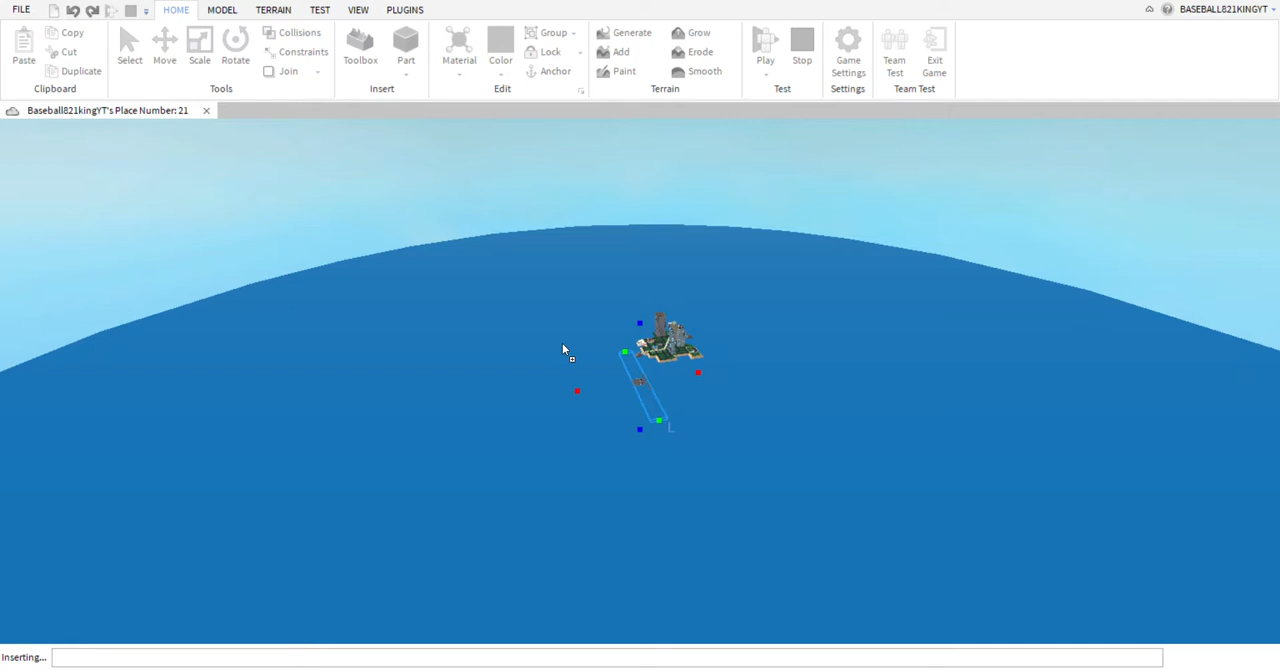 FILE HOME MODEL TERRAIN TEST VIEW PLUGINS BASEBALL821KINGYT
Paste Copy Cut Duplicate
Clipboard
Select Move Scale Rotate Collisions Constraints Join
Tools
Toolbox Part
Insert
Material Color Group Lock Anchor
Edit
Generate Grow
Add Erode
Paint Smooth
Terrain
Play Stop
Test
Game Settings
Settings
Team Test Exit Game
Team Test
Baseball821kingYT's Place Number: 21
Inserting...